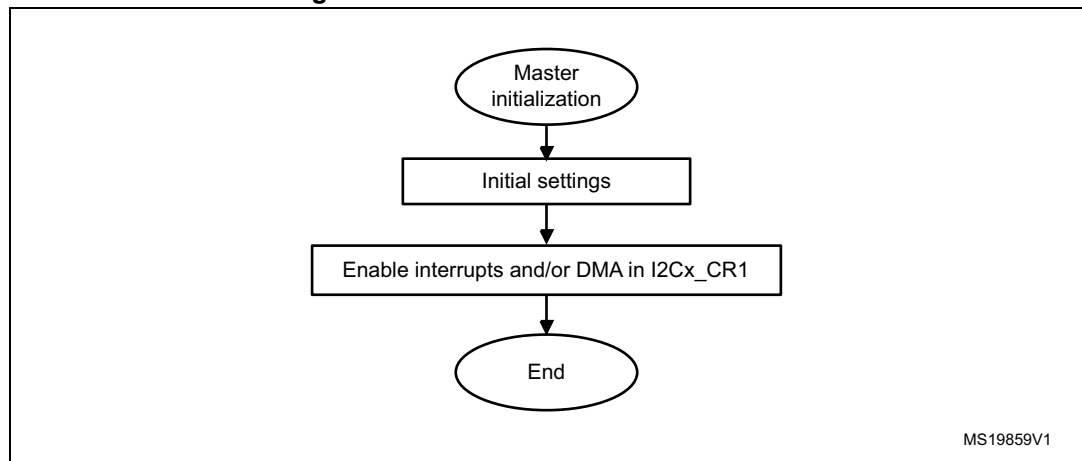 Master
initialization
Initial settings
Enable interrupts and/or DMA in I2Cx_CR1
End
MS19859V1